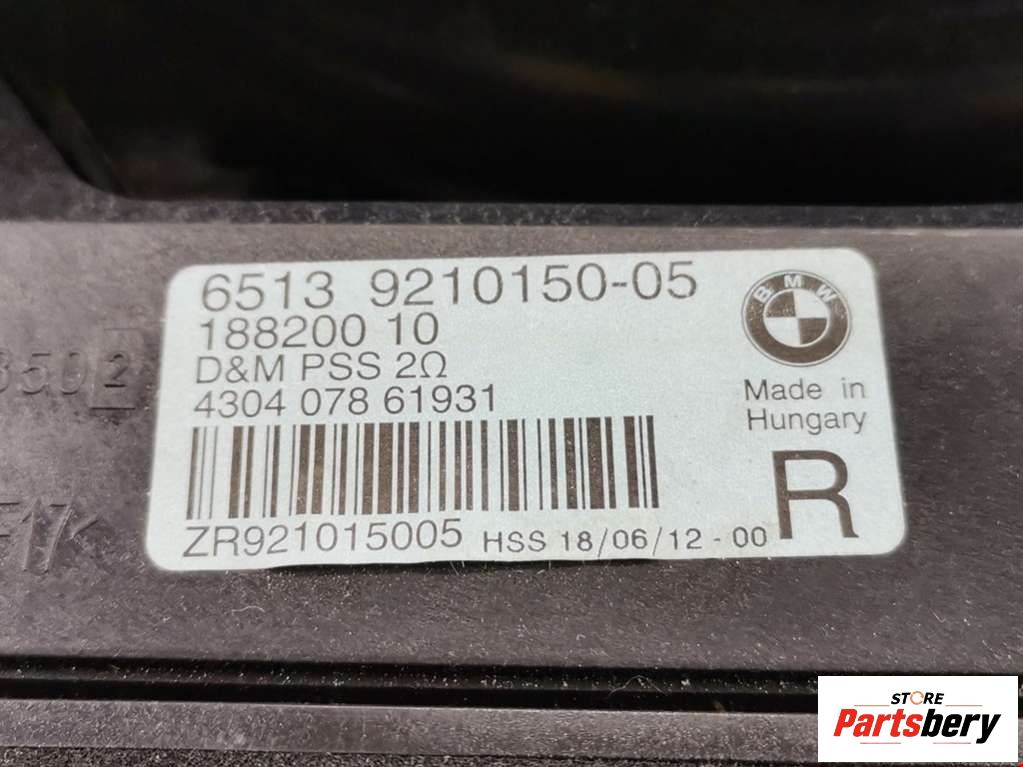 6513 9210150-05
188200 10
D&M PSS 2Ω
4304 078 61931
ZR921015005 HSS 18/06/12 - 00
BMW
Made in
Hungary
R
2
STORE
Partsbery